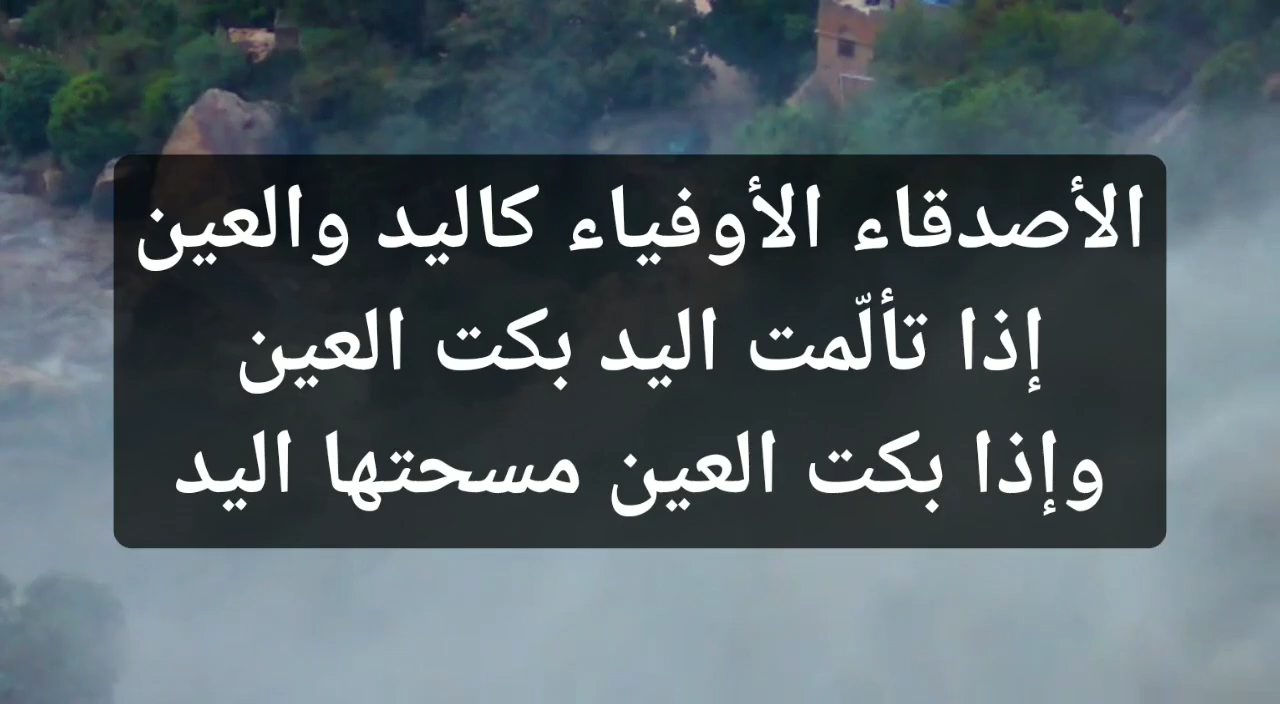 الأصدقاء الأوفياء كاليد والعين
إذا تألّمت اليد بكت العين
وإذا بكت العين مسحتها اليد